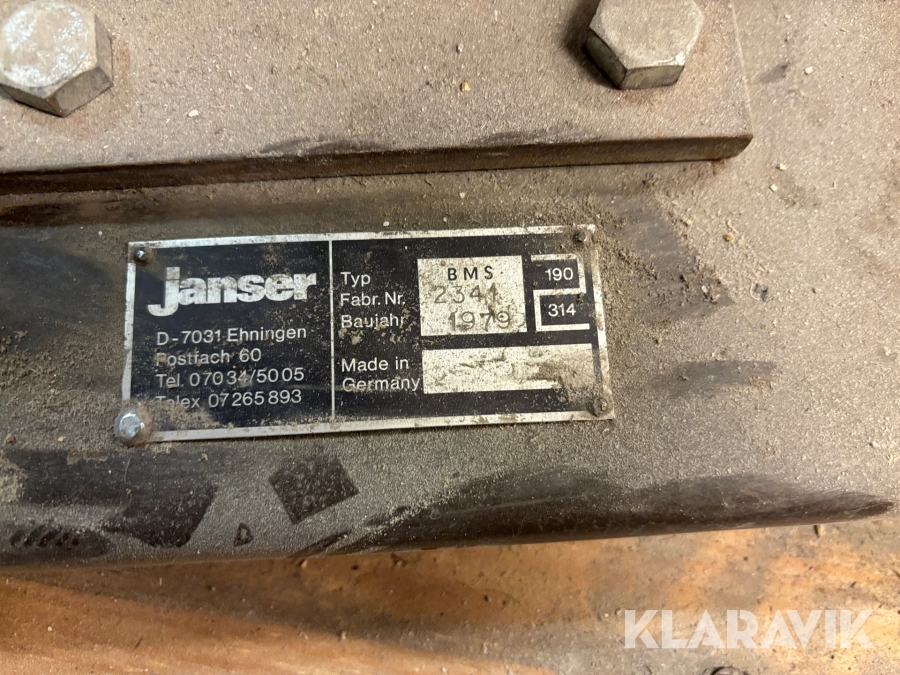 Janser
D-7031 Ehningen
Postfach 60
Tel. 07034/5005
Telex 07265893
Typ BMS
Fabr. Nr. 2341
Baujahr 1979
Made in
Germany
190
314
KLARAVIK